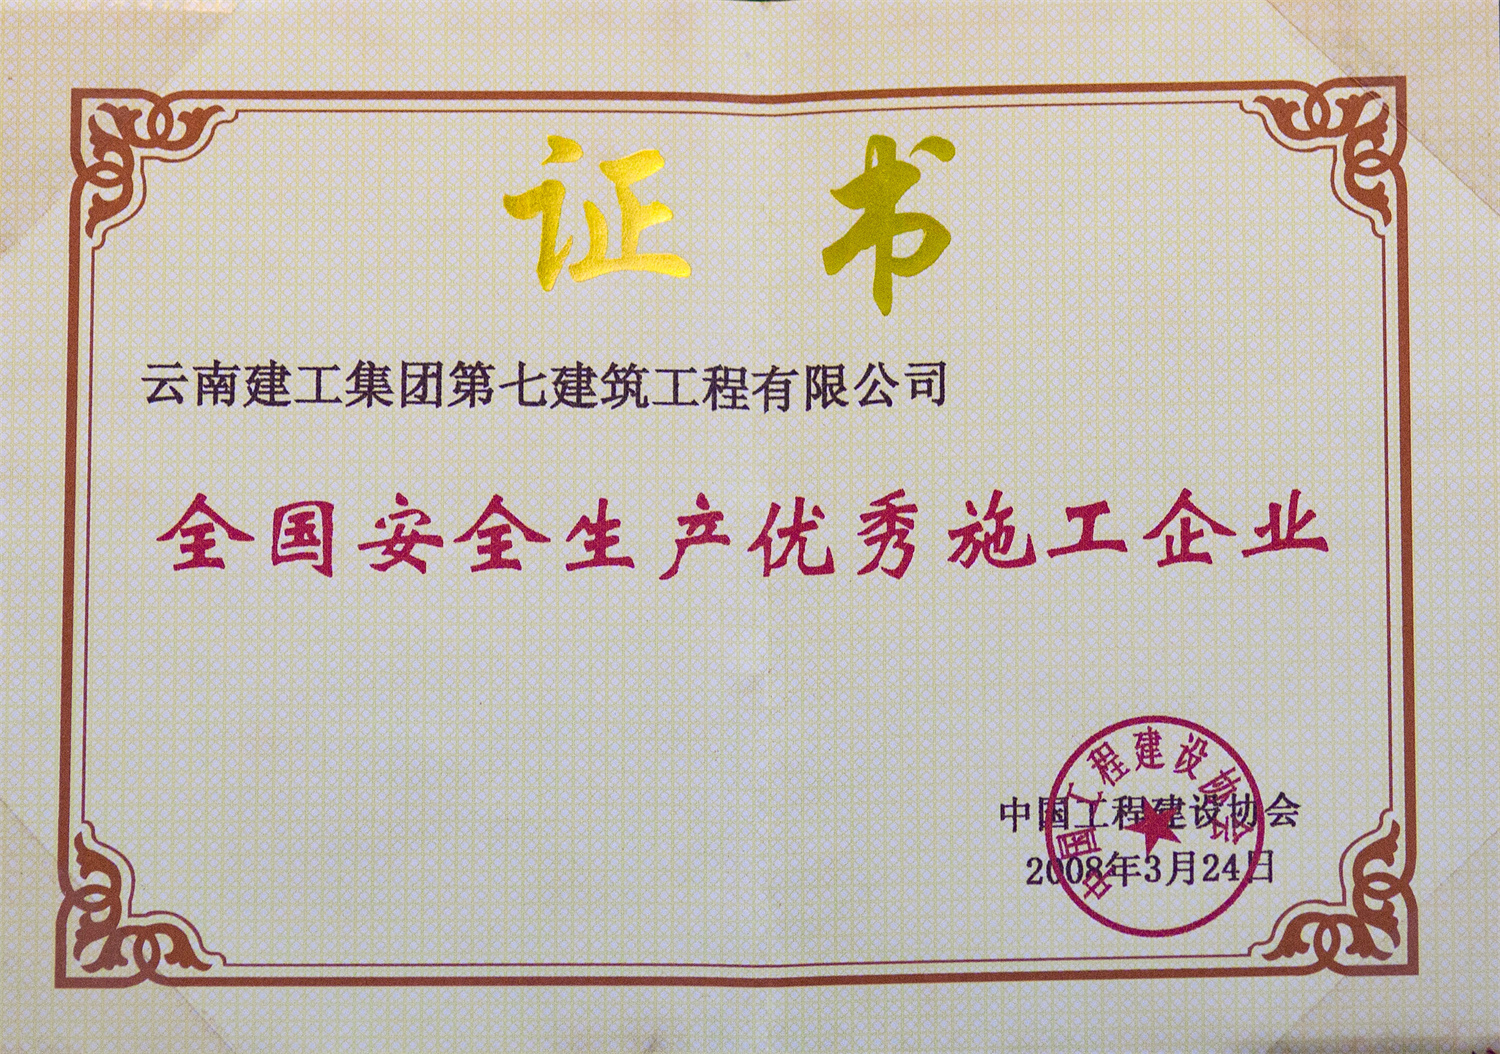 证书
云南建工集团第七建筑工程有限公司
全国安全生产优秀施工企业
中国工程建设协会
中国工程建设协会
2008年3月24日